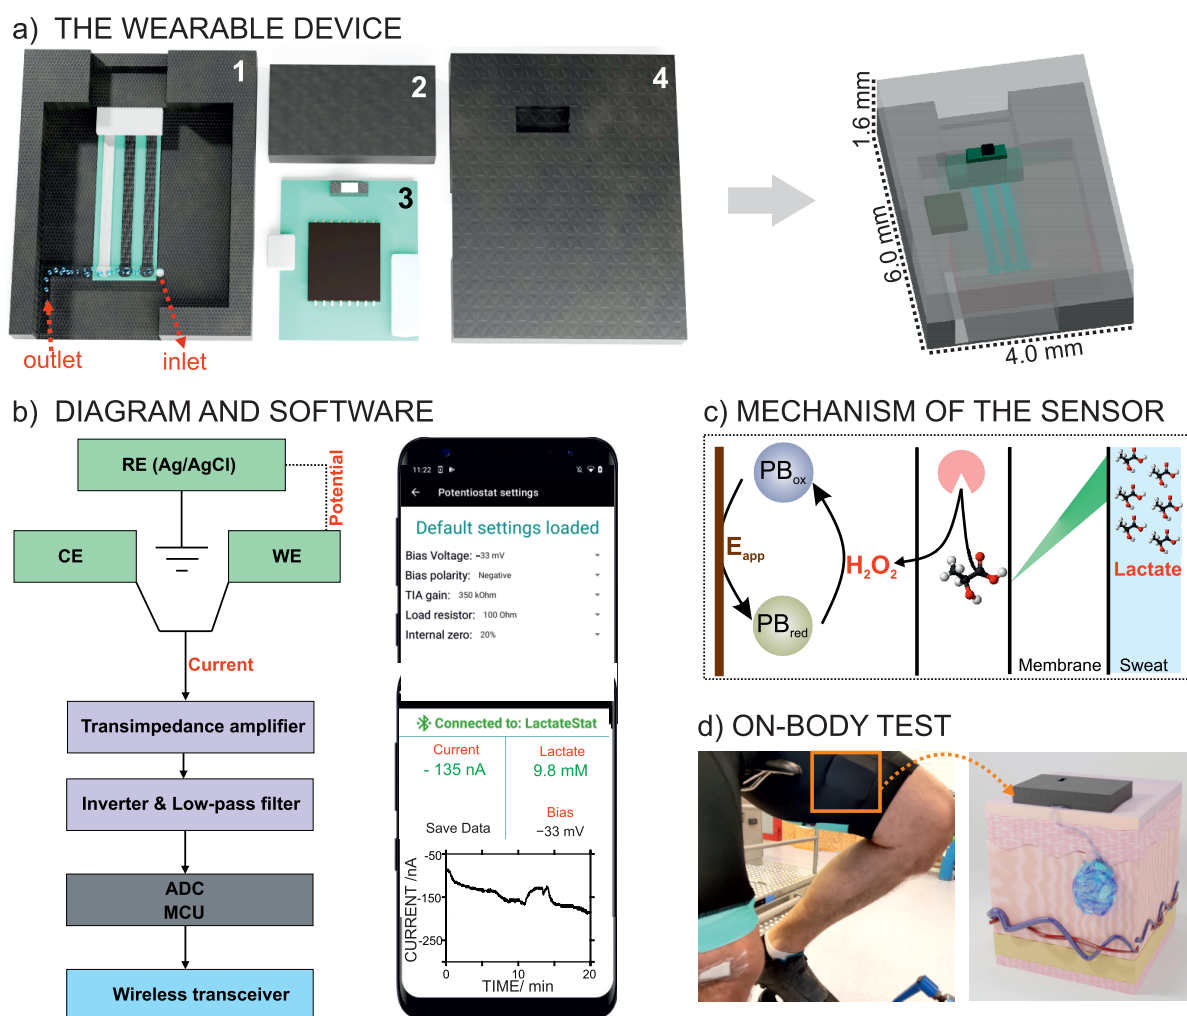 a) THE WEARABLE DEVICE
1
2
3
4
outlet
inlet
1.6 mm
6.0 mm
4.0 mm
b) DIAGRAM AND SOFTWARE
RE (Ag/AgCl)
Potential
CE
WE
Current
Transimpedance amplifier
Inverter & Low-pass filter
ADC
MCU
Wireless transceiver
11:22
Potentiostat settings
Default settings loaded
Bias Voltage: -33 mV
Bias polarity: Negative
TIA gain: 350 kOhm
Load resistor: 100 Ohm
Internal zero: 20%
Connected to: LactateStat
Current
- 135 nA
Lactate
9.8 mM
Save Data
Bias
−33 mV
CURRENT /nA
-50
-150
-250
0
10
20
TIME/ min
c) MECHANISM OF THE SENSOR
PBox
Eapp
H2O2
PBred
Lactate
Membrane
Sweat
d) ON-BODY TEST